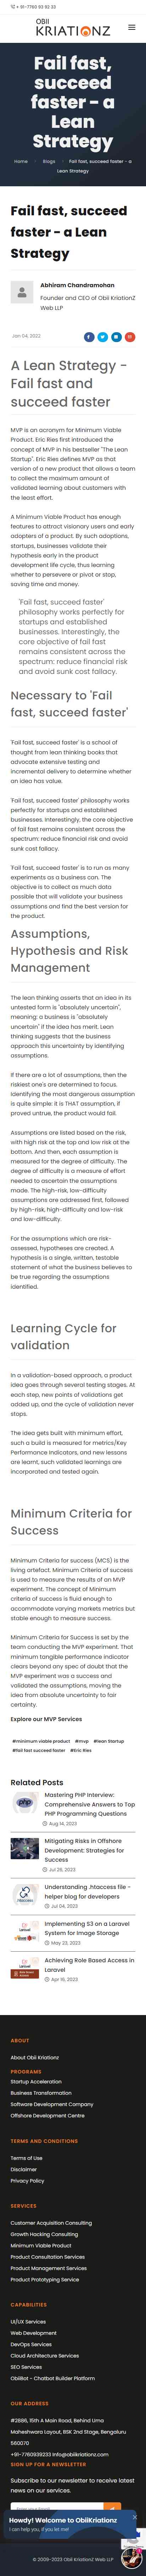 + 91-7760 93 92 33
OBII
KRIATIONZ
Fail fast,
succeed
faster - a
Lean
Strategy
Home
Blogs
Fail fast, succeed faster - a
Lean Strategy
Fail fast, succeed
faster - a Lean
Strategy
Abhiram Chandramohan
Founder and CEO of Obii KriationZ
Web LLP
Jan 04, 2022
A Lean Strategy -
Fail fast and
succeed faster
MVP is an acronym for Minimum Viable
Product. Eric Ries first introduced the
concept of MVP in his bestseller "The Lean
Startup". Eric Ries defines MVP as that
version of a new product that allows a team
to collect the maximum amount of
validated learning about customers with
the least effort.
A Minimum Viable Product has enough
features to attract visionary users and early
adopters of a product. By such adoption,
startups, businesses validate their
hypothesis early in the product
development life cycle, thus learning
whether to persevere or pivot or stop,
saving time and money.
'Fail fast, succeed faster'
philosophy works perfectly for
startups and established
businesses. Interestingly, the
core objective of fail fast
remains consistent across the
spectrum: reduce financial risk
and avoid sunk cost fallacy.
Necessary to 'Fail
fast, succeed faster'
'Fail fast, succeed faster' is a school of
thought from lean thinking books that
advocate extensive testing and
incremental delivery to determine whether
an idea has value.
'Fail fast, succeed faster' philosophy works
perfectly for startups and established
businesses. Interestingly, the core objective
of fail fast remains consistent across the
spectrum reduce financial risk and avoid
sunk cost fallacy.
'Fail fast, succeed faster' is to run as many
experiments as a business can. The
objective is to collect as much data as
possible that will validate your business
assumptions and find the best version for
the product.
Assumptions,
Hypothesis and Risk
Management
The lean thinking asserts that an idea in its
untested form is "absolutely uncertain",
meaning: a business is "absolutely
uncertain" if the idea has merit. Lean
thinking suggests that the business
approach this uncertainty by identifying
assumptions.
If there are a lot of assumptions, then the
riskiest one's are determined to focus.
Identifying the most dangerous assumption
is quite simple: it is THAT assumption, if
proved untrue, the product would fail.
Assumptions are listed based on the risk,
with high risk at the top and low risk at the
bottom. And then, each assumption is
measured to the degree of difficulty. The
degree of difficulty is a measure of effort
needed to ascertain the assumptions
made. The high-risk, low-difficulty
assumptions are addressed first, followed
by high-risk, high-difficulty and low-risk
and low-difficulty.
For the assumptions which are risk-
assessed, hypotheses are created. A
hypothesis is a single, written, testable
statement of what the business believes to
be true regarding the assumptions
identified.
Learning Cycle for
validation
In a validation-based approach, a product
idea goes through several testing stages. At
each step, new points of validations get
added up, and the cycle of validation never
stops.
The idea gets built with minimum effort,
such a build is measured for metrics/Key
Performance Indicators, and new lessons
are learnt, such validated learnings are
incorporated and tested again.
Minimum Criteria for
Success
Minimum Criteria for success (MCS) is the
living artefact. Minimum Criteria of success
is used to measure the results of an MVP
experiment. The concept of Minimum
criteria of success is fluid enough to
accommodate varying markets metrics but
stable enough to measure success.
Minimum Criteria for Success is set by the
team conducting the MVP experiment. That
minimum tangible performance indicator
clears beyond any degree of doubt that the
MVP experiment was a success and
validated the assumptions, moving the
idea from absolute uncertainty to fair
certainty.
Explore our MVP Services
#minimum viable product #mvp #lean Startup
#fail fast succeed faster #Eric Ries
Related Posts
Mastering PHP Interview:
Comprehensive Answers to Top
PHP Programming Questions
Aug 14, 2023
Mitigating Risks in Offshore
Development: Strategies for
Success
Jul 28, 2023
Understanding .htaccess file -
helper blog for developers
Jul 04, 2023
Implementing S3 on a Laravel
System for Image Storage
May 23, 2023
Achieving Role Based Access in
Laravel
Apr 16, 2023
ABOUT
About Obii Kriationz
PROGRAMS
Startup Acceleration
Business Transformation
Software Development Company
Offshore Development Centre
TERMS AND CONDITIONS
Terms of Use
Disclaimer
Privacy Policy
SERVICES
Customer Acquisition Consulting
Growth Hacking Consulting
Minimum Viable Product
Product Consultation Services
Product Management Services
Product Prototyping Service
CAPABILITIES
UI/UX Services
Web Development
DevOps Services
Cloud Architecture Services
SEO Services
ObiiBot - Chatbot Builder Platform
OUR ADDRESS
#2886, 15th A Main Road, Behind Uma
Maheshwara Layout, BSK 2nd Stage, Bengaluru
560070
+91-7760939233 Info@obiikriationz.com
SIGN UP FOR A NEWSLETTER
Subscribe to our newsletter to receive latest
news on our services.
Howdy! Welcome to ObiiKriationz
I can help you, if you let me!
© 2009-2023 Obii Kriationz Web LLP